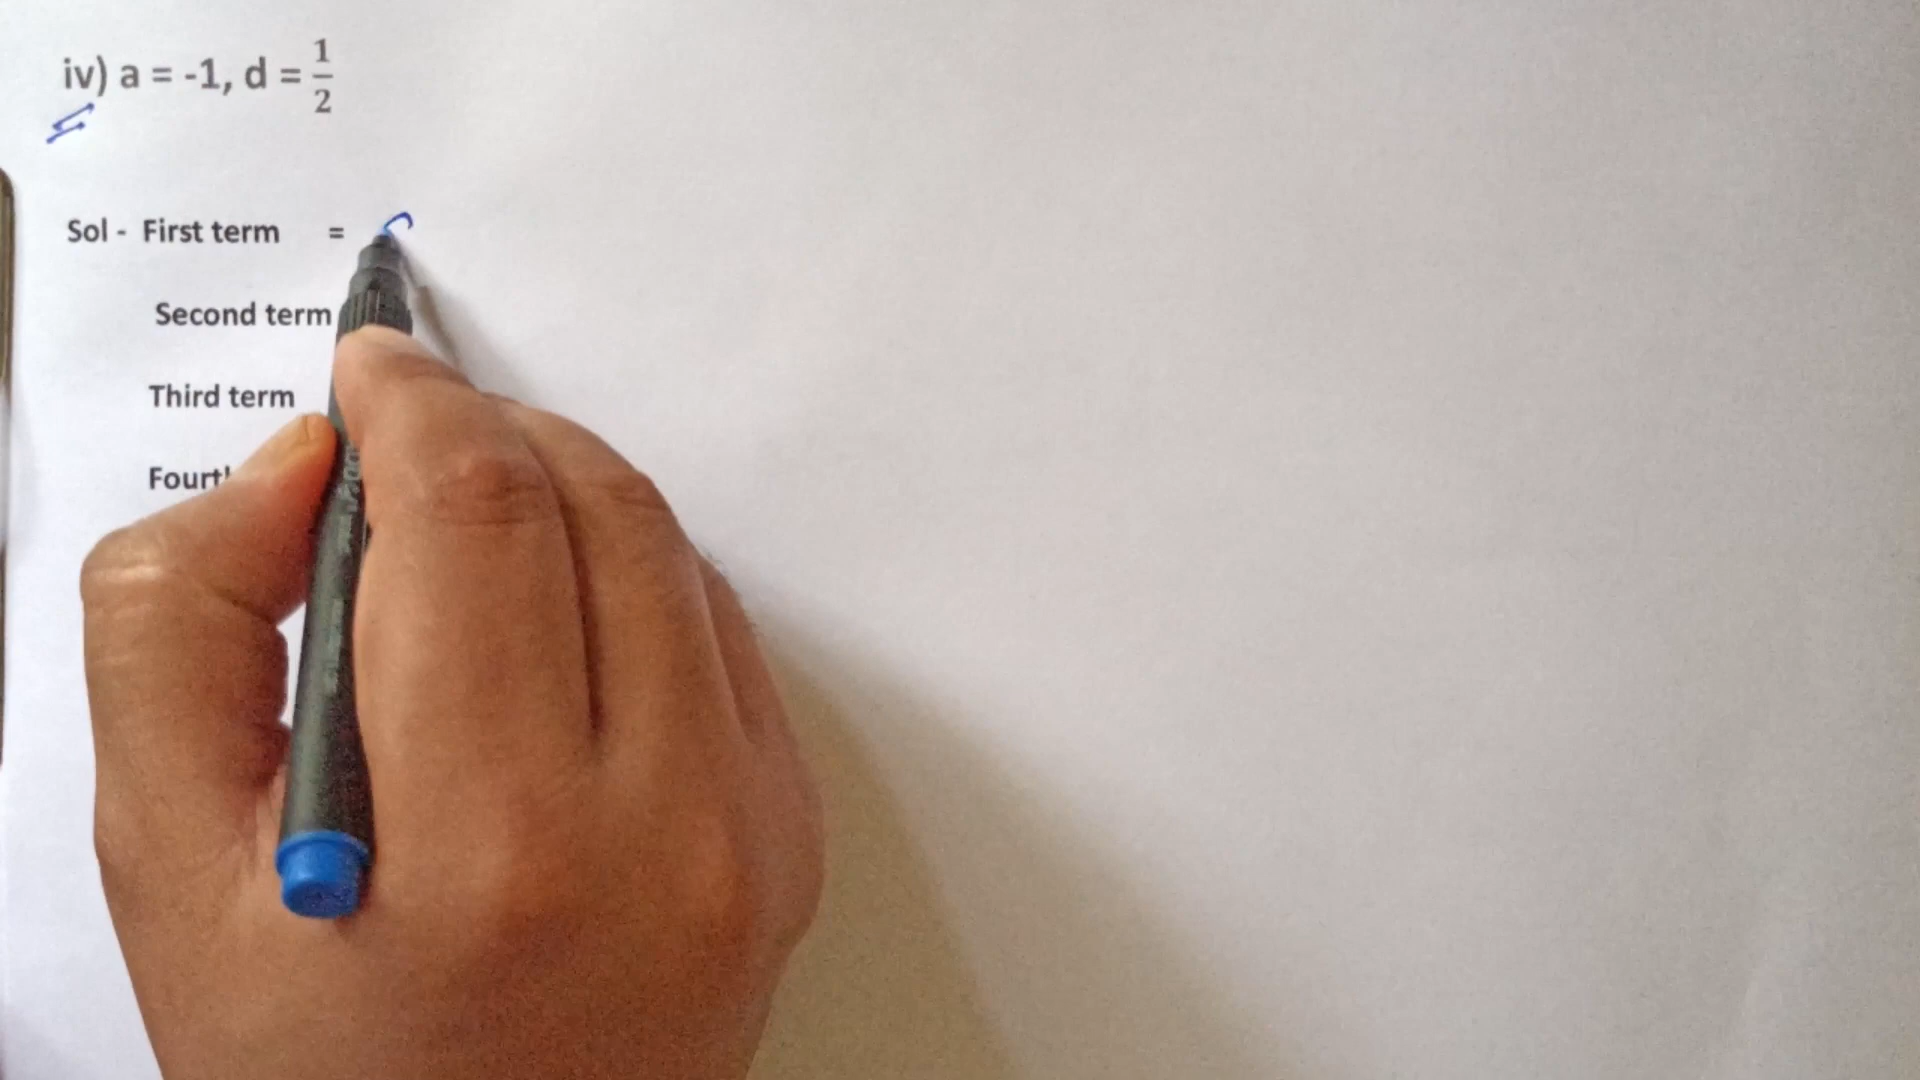 iv) a = -1, d = 1/2
Sol - First term =
Second term
Third term